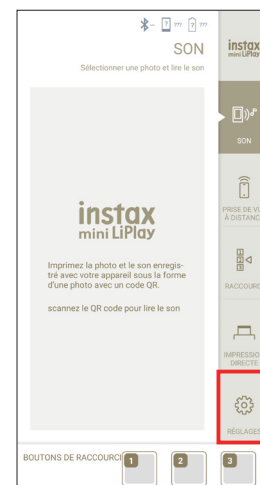 SON
Sélectionner une photo et lire le son
instax
mini LiPlay
SON
PRISE DE VU
À DISTANC
RACCOURC
IMPRESSIO
DIRECTE
RÉGLAGES
instax
mini LiPlay
Imprimez la photo et le son enregis-
tré avec votre appareil sous la forme
d'une photo avec un code QR.
scannez le QR code pour lire le son
BOUTONS DE RACCOURCI
1
2
3